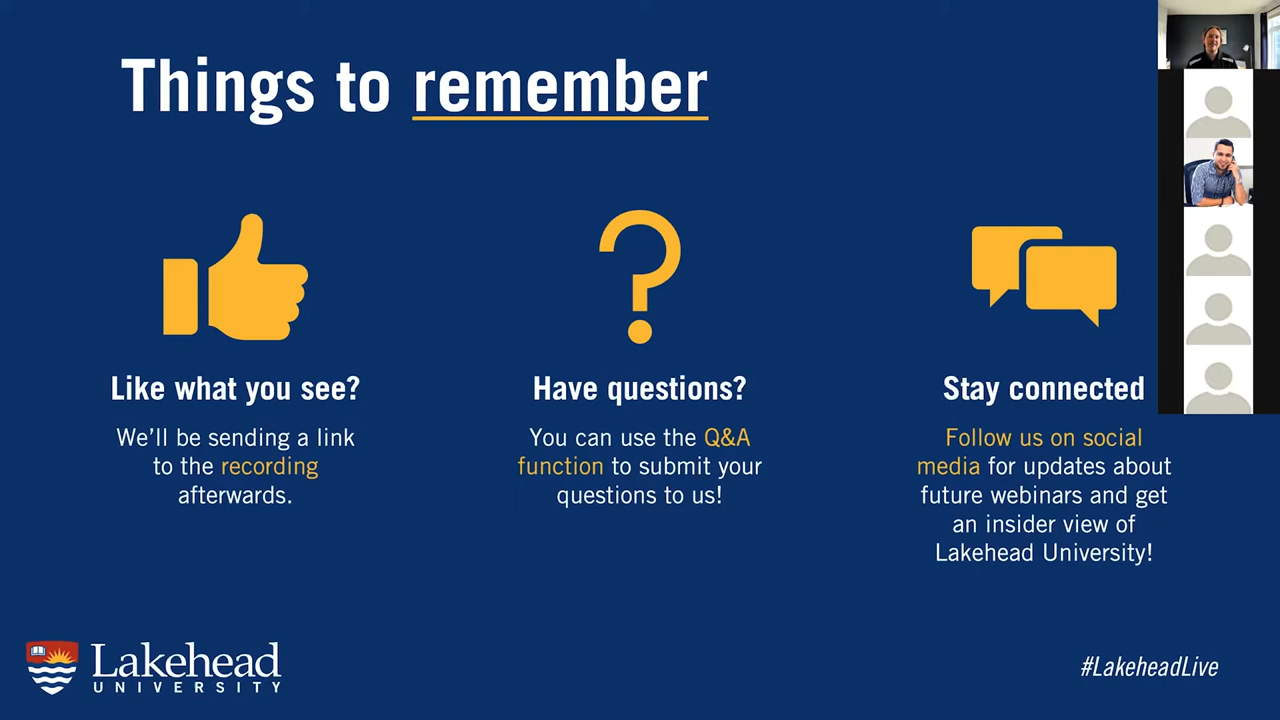 Things to remember
Like what you see?
We'll be sending a link
to the recording
afterwards.
Have questions?
You can use the Q&A
function to submit your
questions to us!
Stay connected
Follow us on social
media for updates about
future webinars and get
an insider view of
Lakehead University!
Lakehead
UNIVERSITY
#LakeheadLive